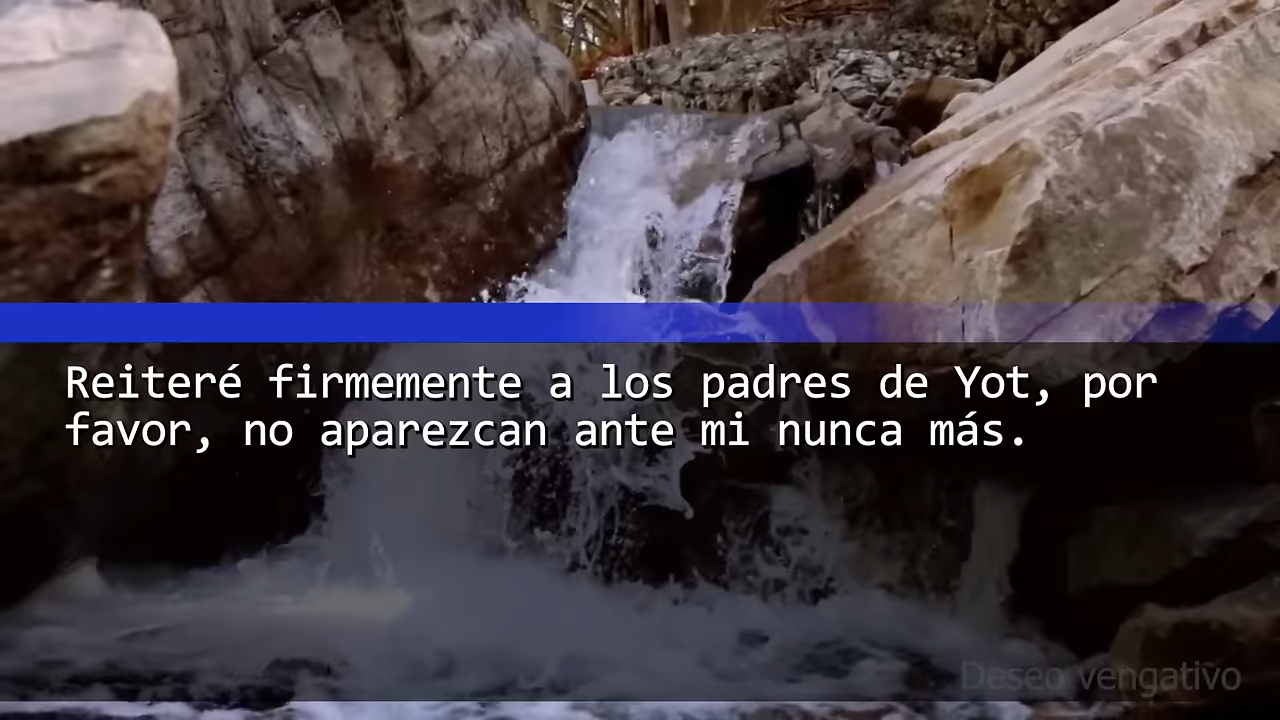 Reiteré firmemente a los padres de Yot, por
favor, no aparezcan ante mi nunca más.
Deseo vengativo